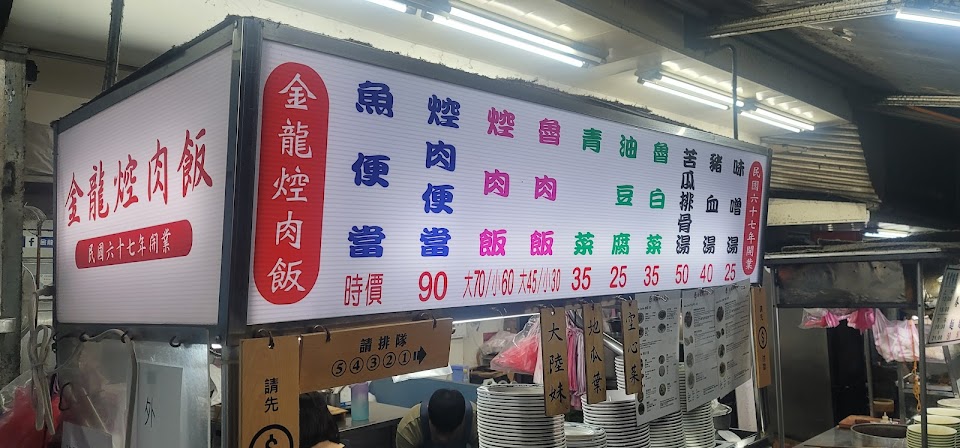 金龍焢肉飯
民國六十七年開業
金龍焢肉飯
魚便當 時價
焢肉便當 90
焢肉飯 大70/小60
魯肉飯 大45/小30
青菜 35
油豆腐 25
魯白菜 35
苦瓜排骨湯 50
豬血湯 40
味噌湯 25
民國六十七年開業
請排隊
⑤④③②①
請先
$
大陸妹
地瓜葉
空心菜
外
f